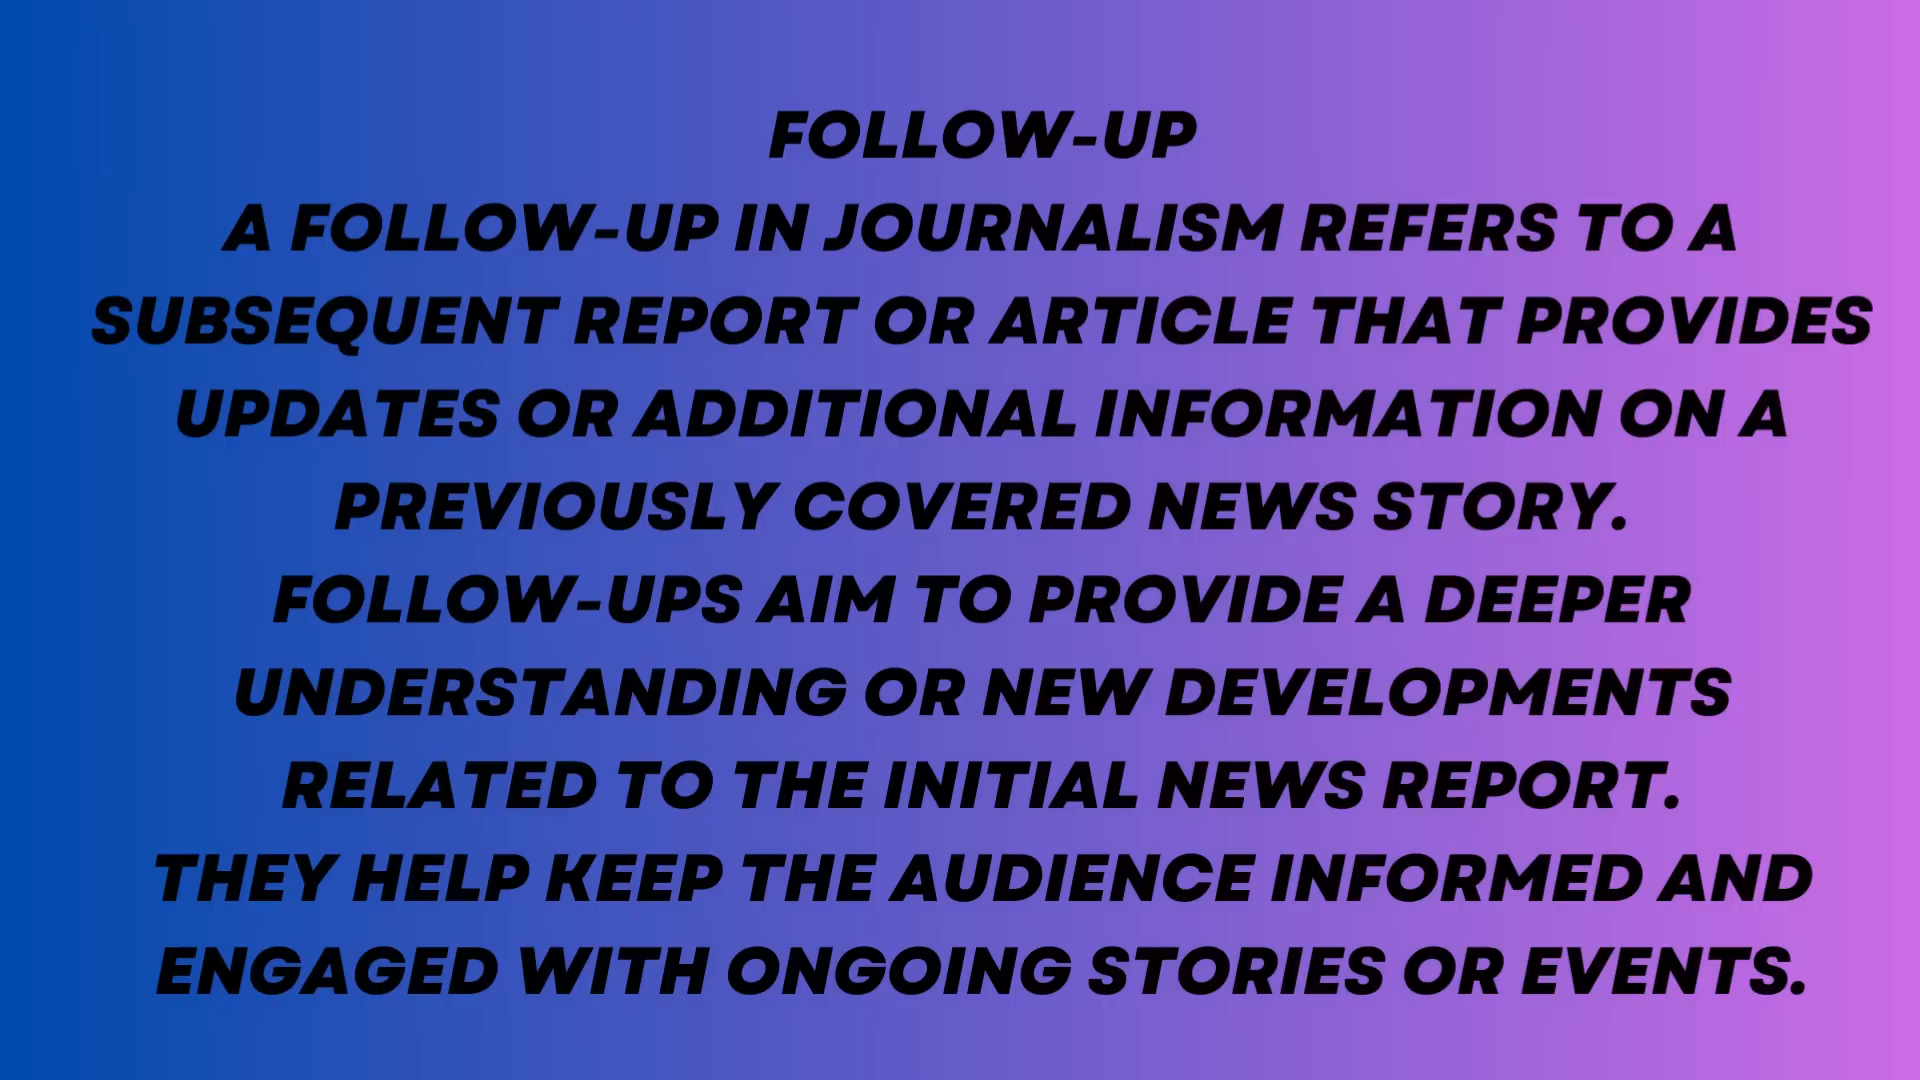 FOLLOW-UP
A FOLLOW-UP IN JOURNALISM REFERS TO A
SUBSEQUENT REPORT OR ARTICLE THAT PROVIDES
UPDATES OR ADDITIONAL INFORMATION ON A
PREVIOUSLY COVERED NEWS STORY.
FOLLOW-UPS AIM TO PROVIDE A DEEPER
UNDERSTANDING OR NEW DEVELOPMENTS
RELATED TO THE INITIAL NEWS REPORT.
THEY HELP KEEP THE AUDIENCE INFORMED AND
ENGAGED WITH ONGOING STORIES OR EVENTS.